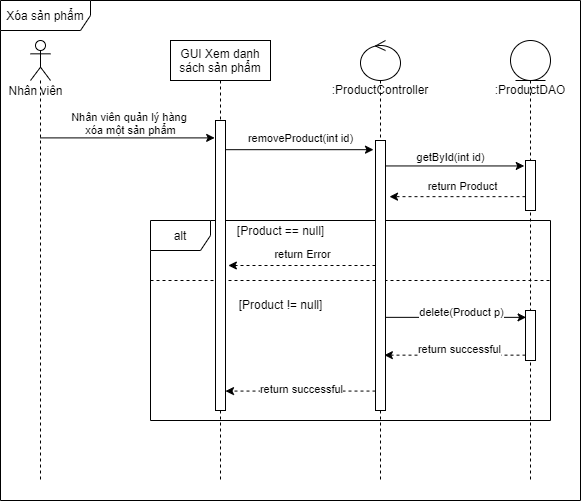 Xóa sản phẩm
Nhân viên
GUI Xem danh
sách sản phẩm
:ProductController
:ProductDAO
Nhân viên quản lý hàng
xóa một sản phẩm
removeProduct(int id)
getById(int id)
return Product
alt
[Product == null]
return Error
[Product != null]
delete(Product p)
return successful
return successful